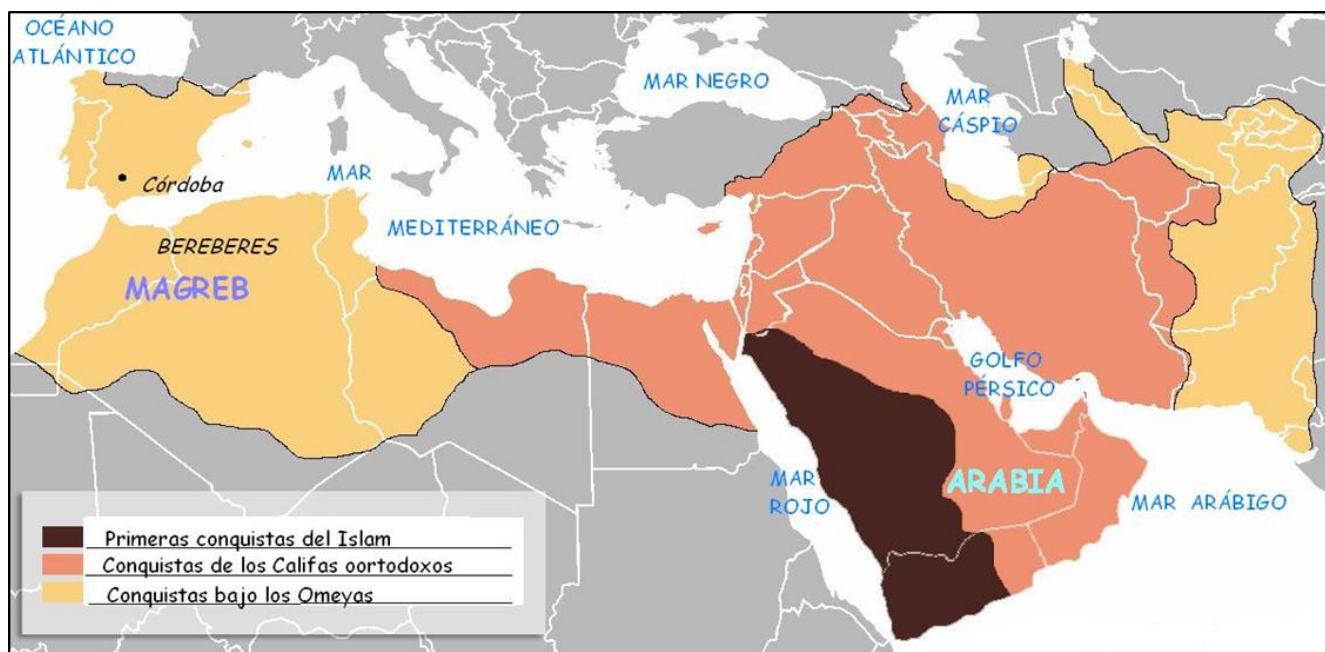 OCÉANO
ATLÁNTICO
MAR NEGRO
MAR
CÁSPIO
MAR
Córdoba
MEDITERRÁNEO
BEREBERES
MAGREB
GOLFO
PÉRSICO
MAR
ROJO
ARABIA
MAR ARÁBIGO
Primeras conquistas del Islam
Conquistas de los Califas oortodoxos
Conquistas bajo los Omeyas